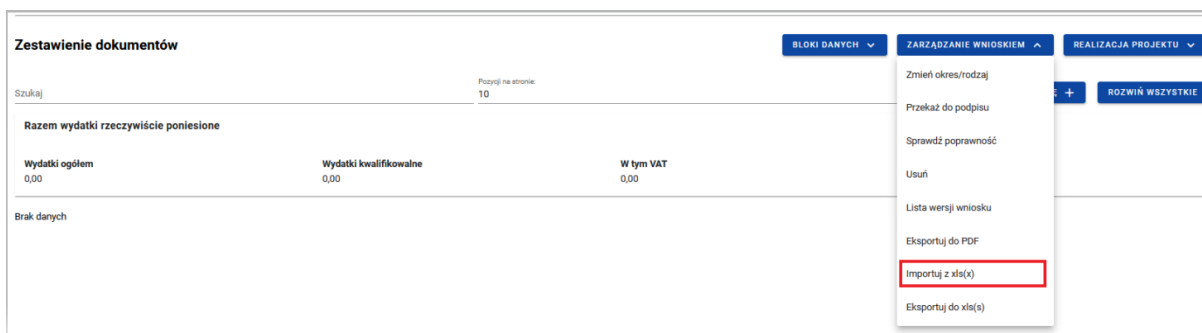 Zestawienie dokumentów
BLOKI DANYCH
ZARZĄDZANIE WNIOSKIEM
REALIZACJA PROJEKTU
Zmień okres/rodzaj
Szukaj
Pozycji na stronie:
10
ROZWIŃ WSZYSTKIE
Przekaż do podpisu
Razem wydatki rzeczywiście poniesione
Sprawdź poprawność
Wydatki ogółem
Wydatki kwalifikowalne
W tym VAT
0,00
0,00
0,00
Usuń
Lista wersji wniosku
Brak danych
Eksportuj do PDF
Importuj z xls(x)
Eksportuj do xls(s)